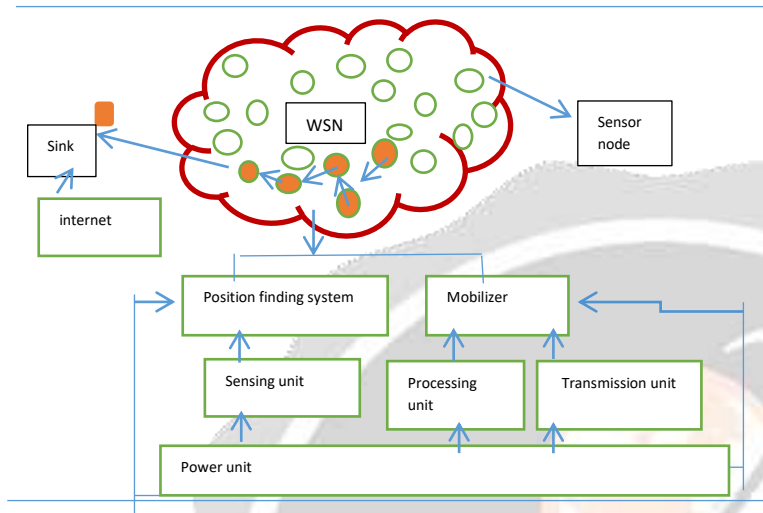 WSN
Sensor
node
Sink
internet
Position finding system
Mobilizer
Sensing unit
Processing
unit
Transmission unit
Power unit